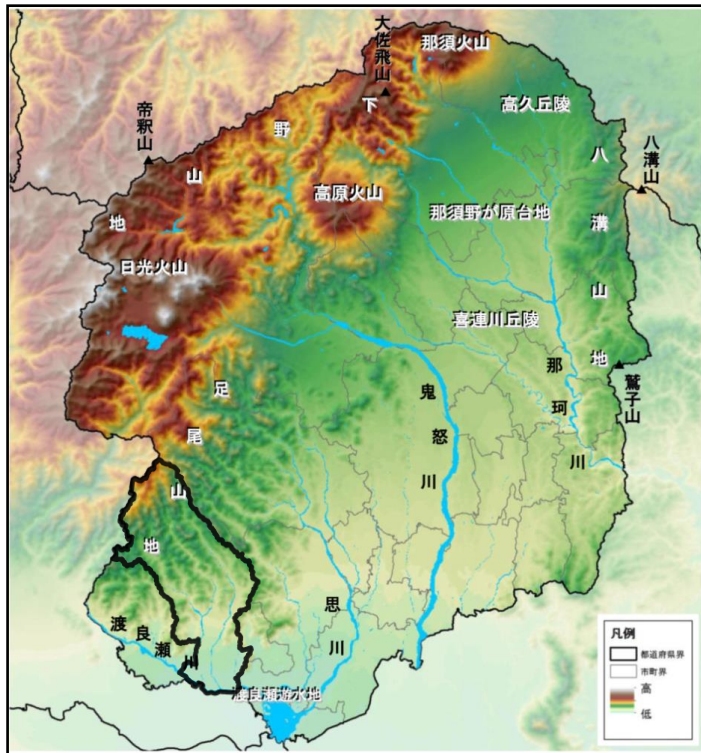 那須火山
大佐飛山
高久丘陵
帝釈山
下野山地
八溝山
高原火山
那須野が原台地
八溝山地
日光火山
喜連川丘陵
鷲子山
那珂川
鬼怒川
足尾山地
思川
渡良瀬川
渡良瀬遊水地
凡例
都道府県界
市町界
高
低